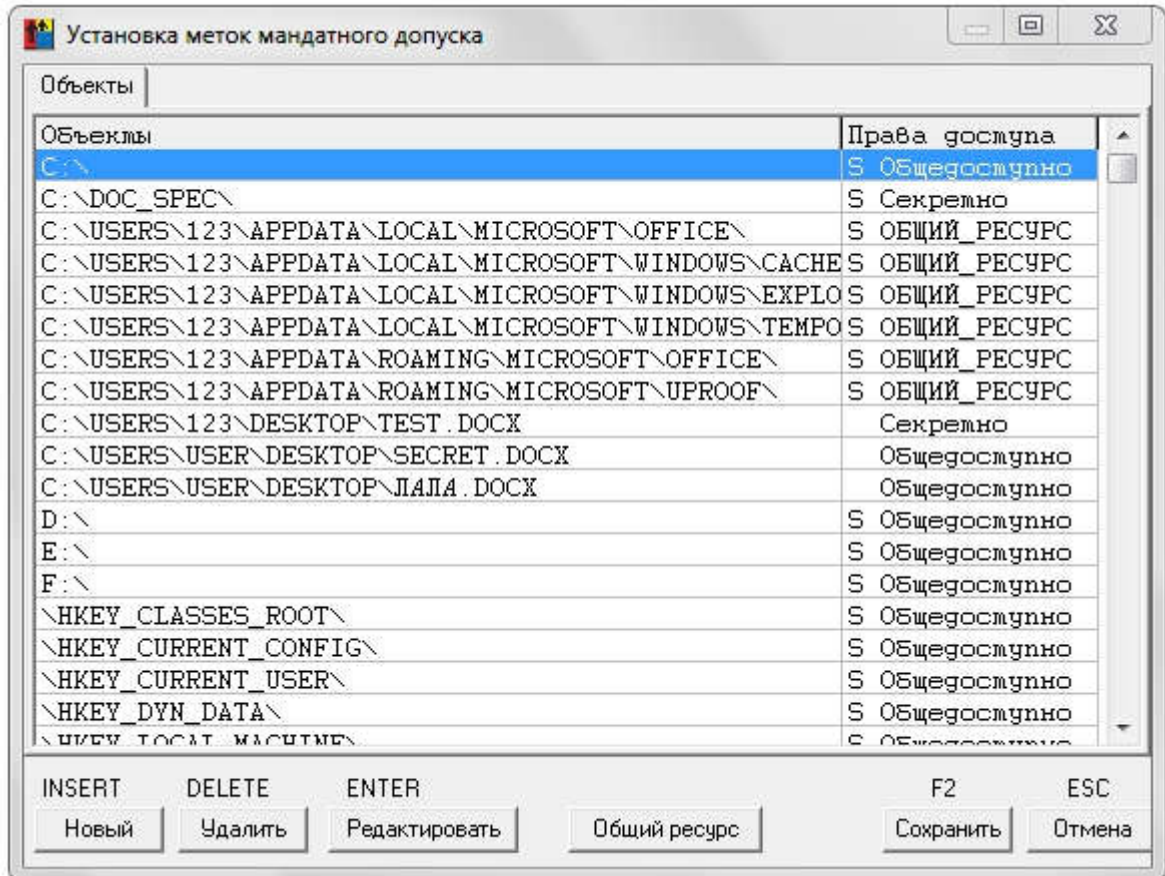 Установка меток мандатного допуска
Объекты
Объекты Права доступа
C:\ S Общедоступно
C:\DOC_SPEC\ S Секретно
C:\USERS\123\APPDATA\LOCAL\MICROSOFT\OFFICE\ S ОБЩИЙ_РЕСУРС
C:\USERS\123\APPDATA\LOCAL\MICROSOFT\WINDOWS\CACHE S ОБЩИЙ_РЕСУРС
C:\USERS\123\APPDATA\LOCAL\MICROSOFT\WINDOWS\EXPLO S ОБЩИЙ_РЕСУРС
C:\USERS\123\APPDATA\LOCAL\MICROSOFT\WINDOWS\TEMPO S ОБЩИЙ_РЕСУРС
C:\USERS\123\APPDATA\ROAMING\MICROSOFT\OFFICE\ S ОБЩИЙ_РЕСУРС
C:\USERS\123\APPDATA\ROAMING\MICROSOFT\UPROOF\ S ОБЩИЙ_РЕСУРС
C:\USERS\123\DESKTOP\TEST.DOCX Секретно
C:\USERS\USER\DESKTOP\SECRET.DOCX Общедоступно
C:\USERS\USER\DESKTOP\ЛАЛА.DOCX Общедоступно
D:\ S Общедоступно
E:\ S Общедоступно
F:\ S Общедоступно
\HKEY_CLASSES_ROOT\ S Общедоступно
\HKEY_CURRENT_CONFIG\ S Общедоступно
\HKEY_CURRENT_USER\ S Общедоступно
\HKEY_DYN_DATA\ S Общедоступно
\HKEY_LOCAL_MACHINE\ S Общедоступно
INSERT DELETE ENTER F2 ESC
Новый Удалить Редактировать Общий ресурс Сохранить Отмена